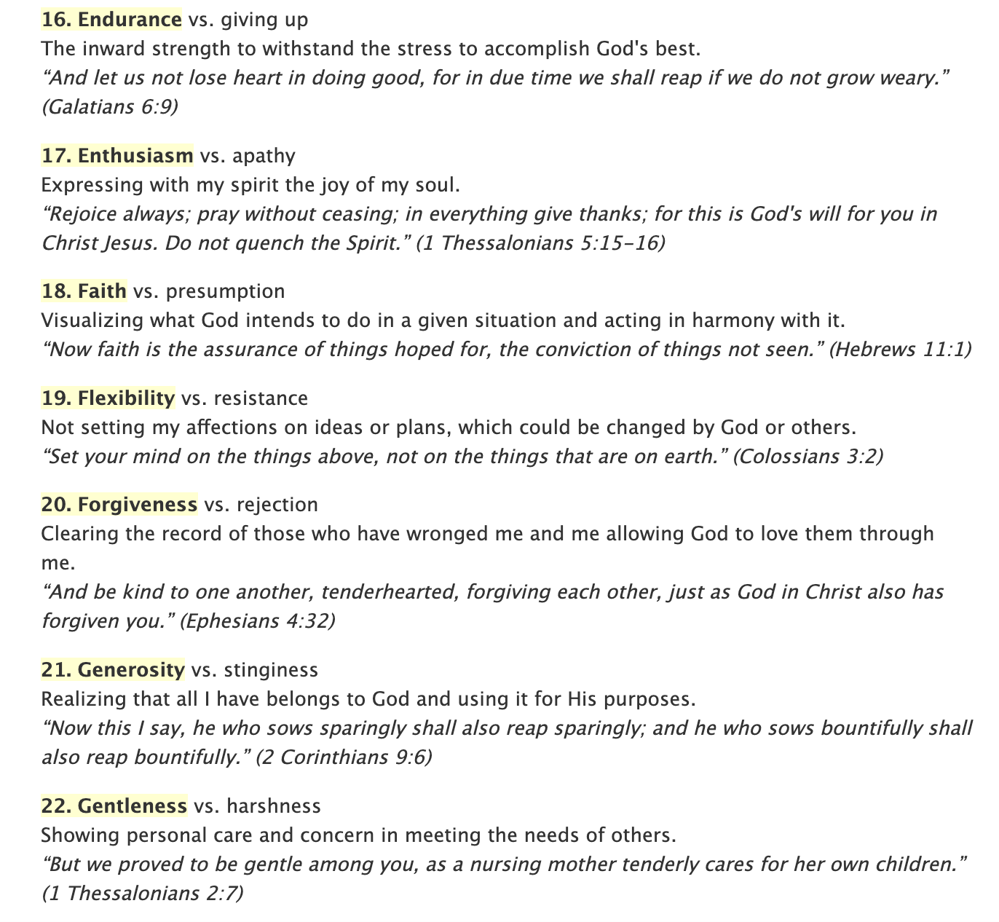 16. Endurance vs. giving up
The inward strength to withstand the stress to accomplish God's best.
“And let us not lose heart in doing good, for in due time we shall reap if we do not grow weary.”
(Galatians 6:9)
17. Enthusiasm vs. apathy
Expressing with my spirit the joy of my soul.
“Rejoice always; pray without ceasing; in everything give thanks; for this is God's will for you in
Christ Jesus. Do not quench the Spirit.” (1 Thessalonians 5:15–16)
18. Faith vs. presumption
Visualizing what God intends to do in a given situation and acting in harmony with it.
“Now faith is the assurance of things hoped for, the conviction of things not seen.” (Hebrews 11:1)
19. Flexibility vs. resistance
Not setting my affections on ideas or plans, which could be changed by God or others.
“Set your mind on the things above, not on the things that are on earth.” (Colossians 3:2)
20. Forgiveness vs. rejection
Clearing the record of those who have wronged me and me allowing God to love them through
me.
“And be kind to one another, tenderhearted, forgiving each other, just as God in Christ also has
forgiven you.” (Ephesians 4:32)
21. Generosity vs. stinginess
Realizing that all I have belongs to God and using it for His purposes.
“Now this I say, he who sows sparingly shall also reap sparingly; and he who sows bountifully shall
also reap bountifully.” (2 Corinthians 9:6)
22. Gentleness vs. harshness
Showing personal care and concern in meeting the needs of others.
“But we proved to be gentle among you, as a nursing mother tenderly cares for her own children.”
(1 Thessalonians 2:7)